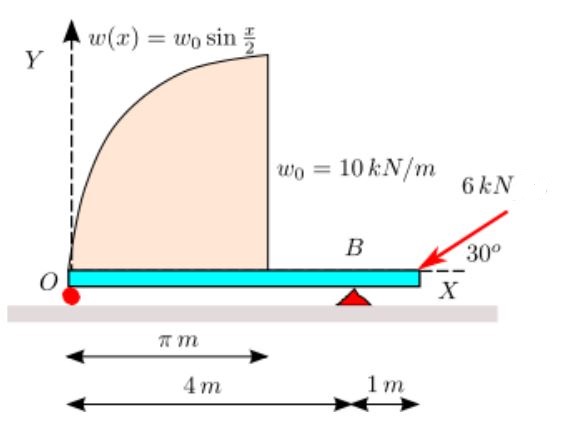 w(x) = w₀ sin x/2
Y
w₀ = 10 kN/m
6 kN
B
30°
O
X
π m
4 m
1 m